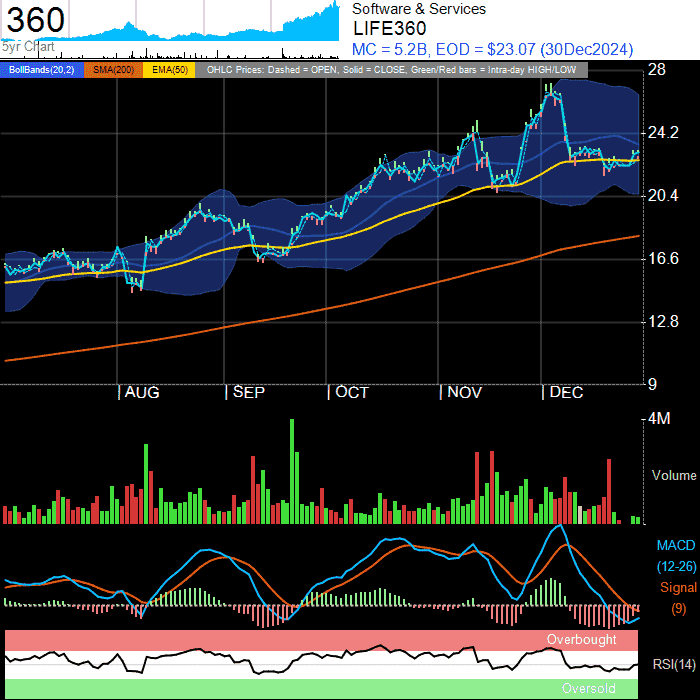 360
5yr Chart
Software & Services
LIFE360
MC = 5.2B, EOD = $23.07 (30Dec2024)
BollBands(20,2) SMA(200) EMA(50) OHLC Prices: Dashed = OPEN, Solid = CLOSE, Green/Red bars = Intra-day HIGH/LOW
28
24.2
20.4
16.6
12.8
9
AUG SEP OCT NOV DEC
4M
Volume
MACD
(12-26)
Signal
(9)
Overbought
RSI(14)
Oversold